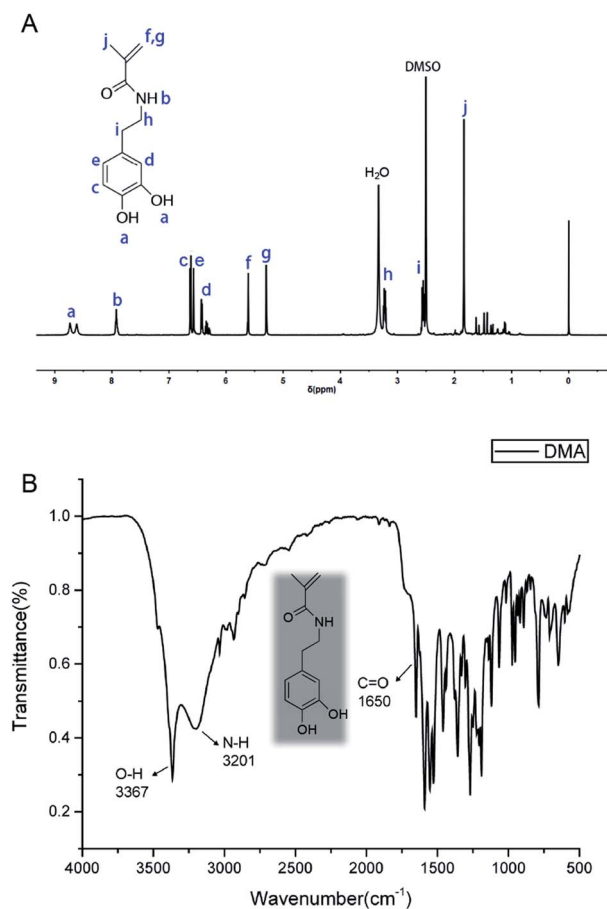 A
j
f,g
O
NH
b
h
i
e
d
c
OH
a
OH
a
DMSO
j
H₂O
c
e
f
g
i
h
d
b
a
9
8
7
6
5
4
3
2
1
0
δ(ppm)
DMA
B
1.0
0.8
0.6
0.4
0.2
Transmittance(%)
O
NH
OH
OH
C=O
1650
N-H
3201
O-H
3367
4000
3500
3000
2500
2000
1500
1000
500
Wavenumber(cm⁻¹)